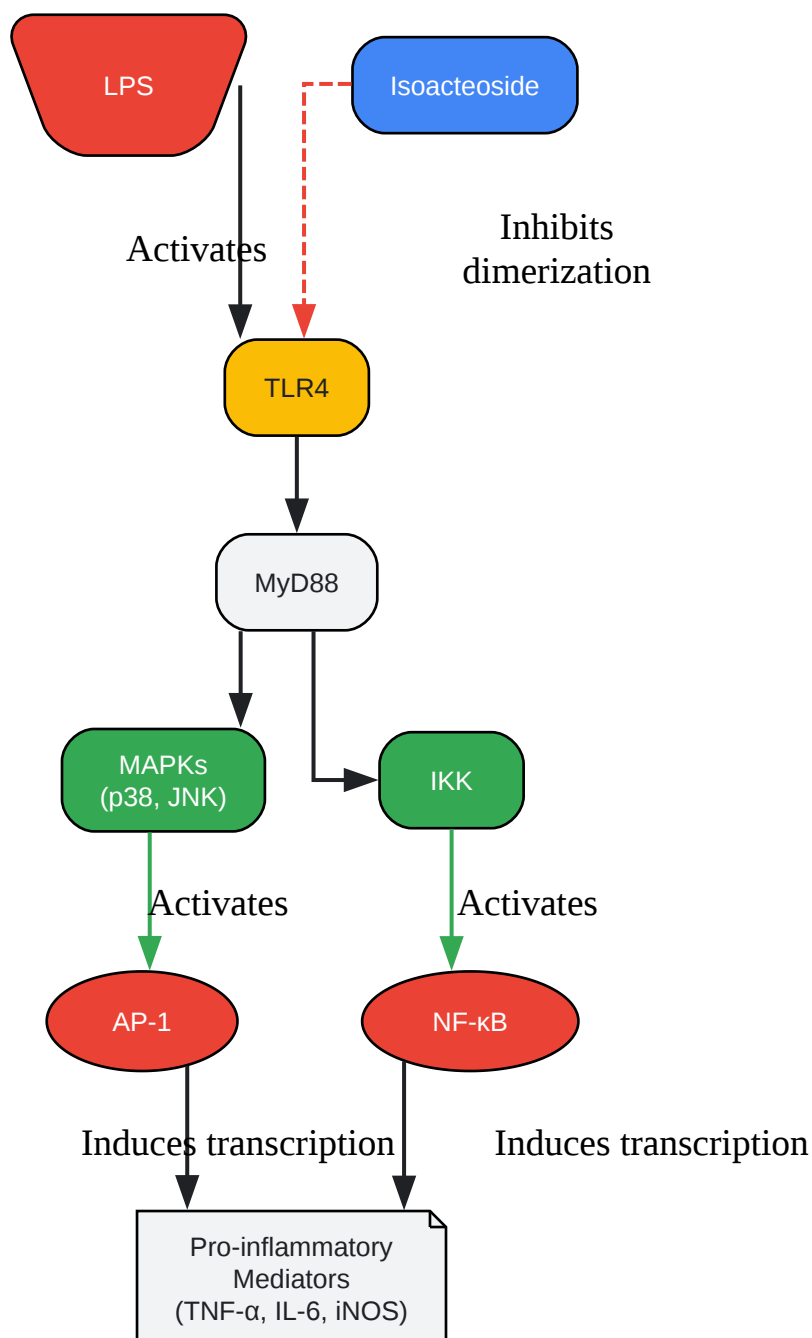 LPS
Isoacteoside
Activates
Inhibits
dimerization
TLR4
MyD88
MAPKs
(p38, JNK)
IKK
Activates
Activates
AP-1
NF-κB
Induces transcription
Induces transcription
Pro-inflammatory
Mediators
(TNF-α, IL-6, iNOS)